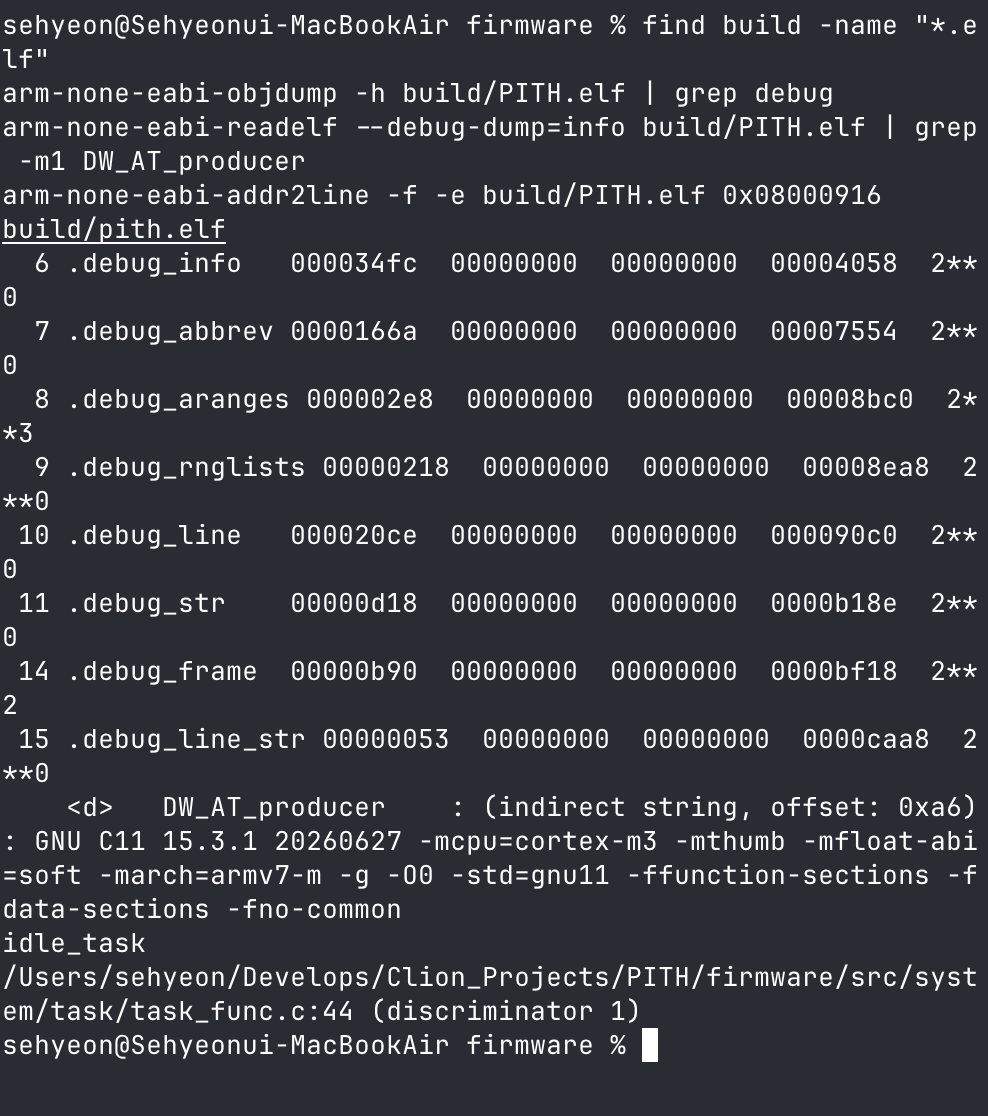 sehyeon@Sehyeonui-MacBookAir firmware % find build -name "*.e
lf"
arm-none-eabi-objdump -h build/PITH.elf | grep debug
arm-none-eabi-readelf --debug-dump=info build/PITH.elf | grep
 -m1 DW_AT_producer
arm-none-eabi-addr2line -f -e build/PITH.elf 0x08000916
build/pith.elf
  6 .debug_info   000034fc  00000000  00000000  00004058  2**
0
  7 .debug_abbrev 0000166a  00000000  00000000  00007554  2**
0
  8 .debug_aranges 000002e8  00000000  00000000  00008bc0  2*
*3
  9 .debug_rnglists 00000218  00000000  00000000  00008ea8  2
**0
 10 .debug_line   000020ce  00000000  00000000  000090c0  2**
0
 11 .debug_str    00000d18  00000000  00000000  0000b18e  2**
0
 14 .debug_frame  00000b90  00000000  00000000  0000bf18  2**
2
 15 .debug_line_str 00000053  00000000  00000000  0000caa8  2
**0
    <d>   DW_AT_producer    : (indirect string, offset: 0xa6)
: GNU C11 15.3.1 20260627 -mcpu=cortex-m3 -mthumb -mfloat-abi
=soft -march=armv7-m -g -O0 -std=gnu11 -ffunction-sections -f
data-sections -fno-common
idle_task
/Users/sehyeon/Develops/Clion_Projects/PITH/firmware/src/syst
em/task/task_func.c:44 (discriminator 1)
sehyeon@Sehyeonui-MacBookAir firmware %